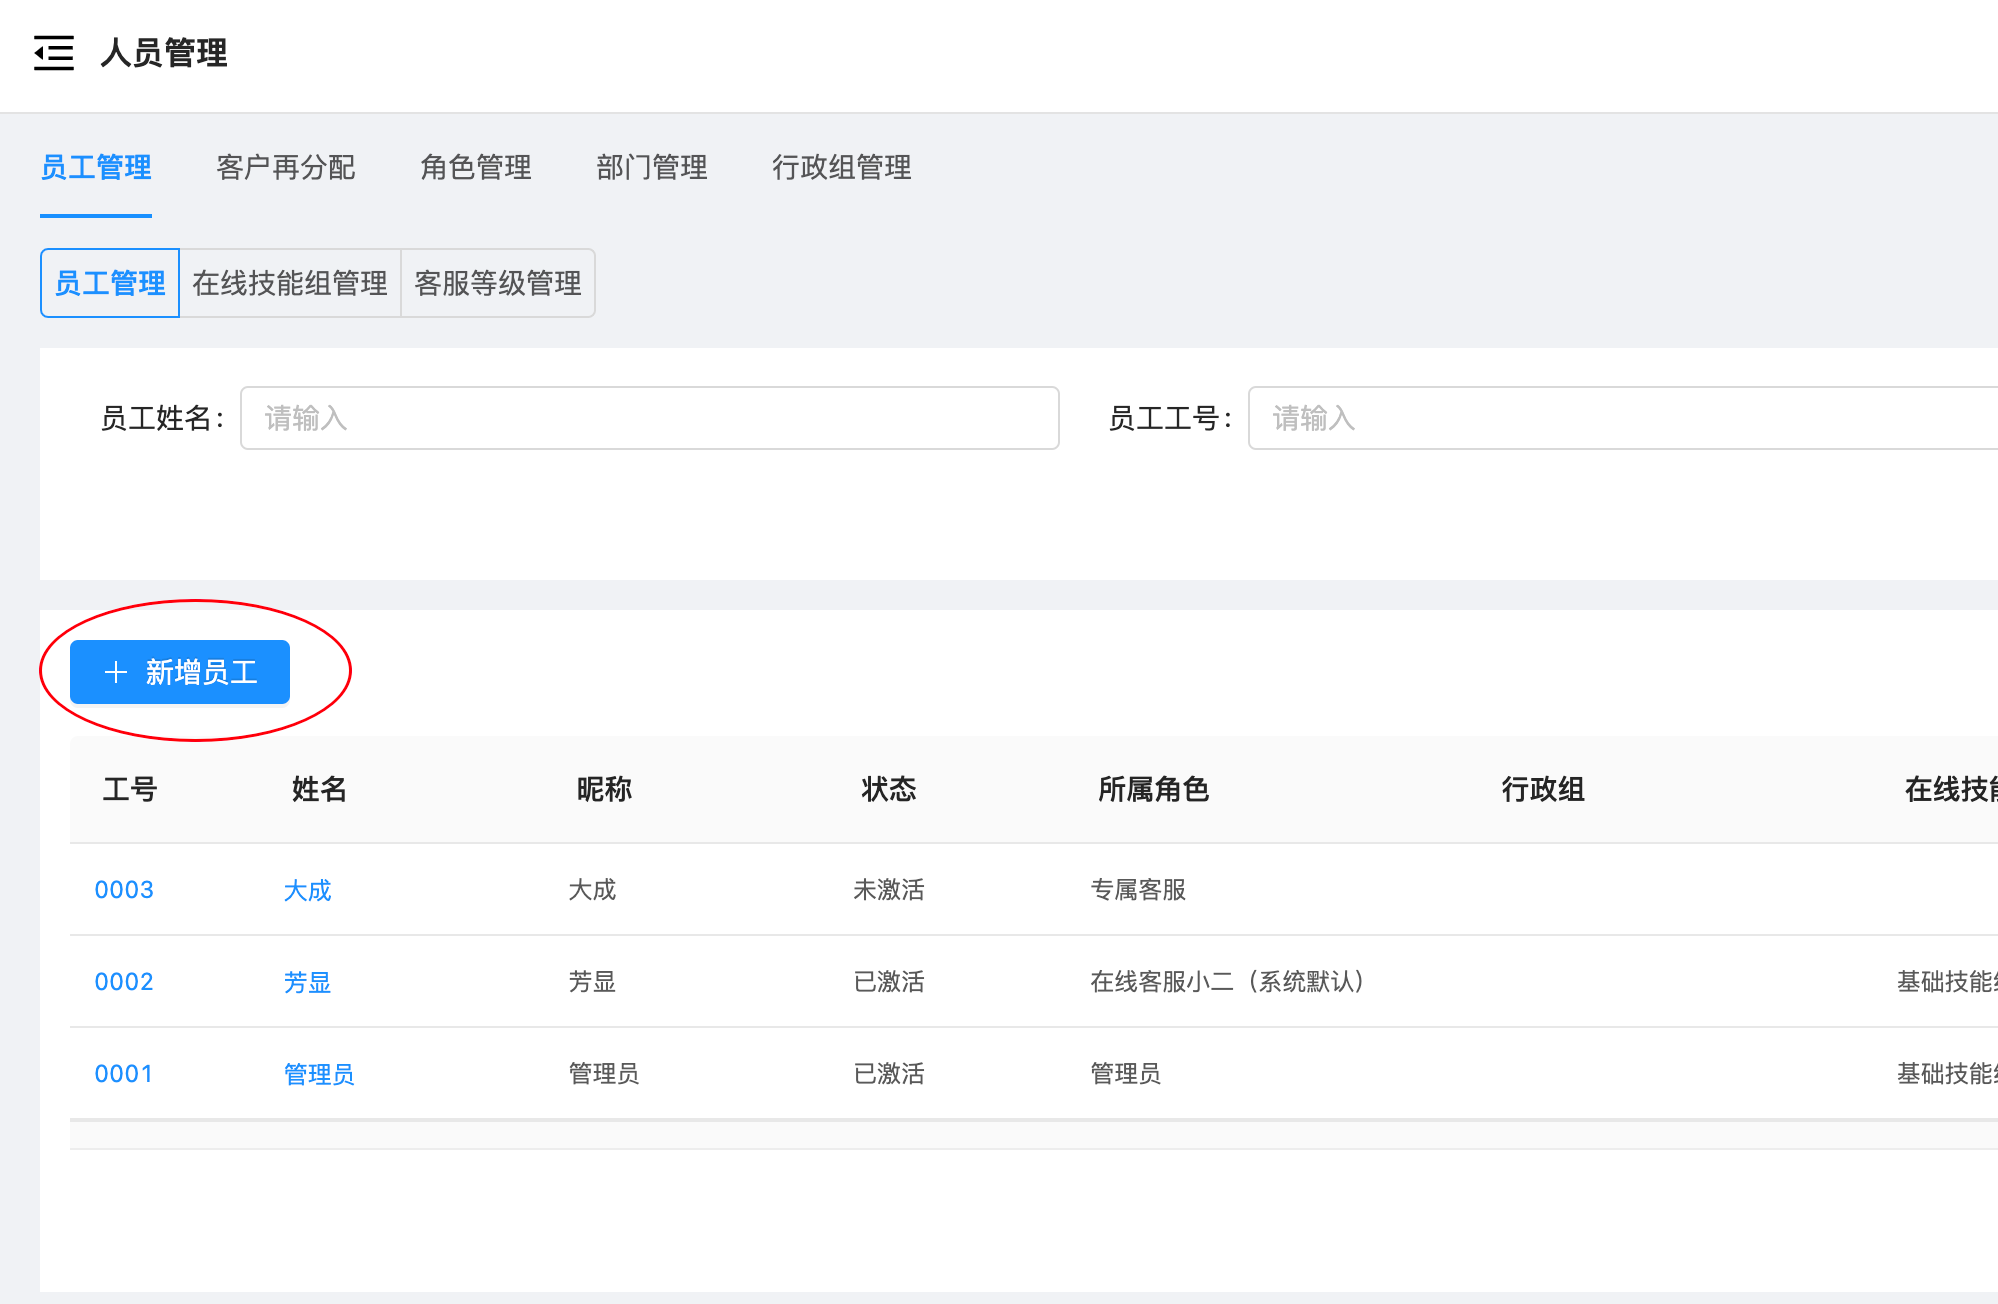 人员管理
员工管理 客户再分配 角色管理 部门管理 行政组管理
员工管理 在线技能组管理 客服等级管理
员工姓名: 请输入 员工工号: 请输入
+ 新增员工
工号 姓名 昵称 状态 所属角色 行政组 在线技
0003 大成 大成 未激活 专属客服
0002 芳显 芳显 已激活 在线客服小二（系统默认） 基础技能
0001 管理员 管理员 已激活 管理员 基础技能